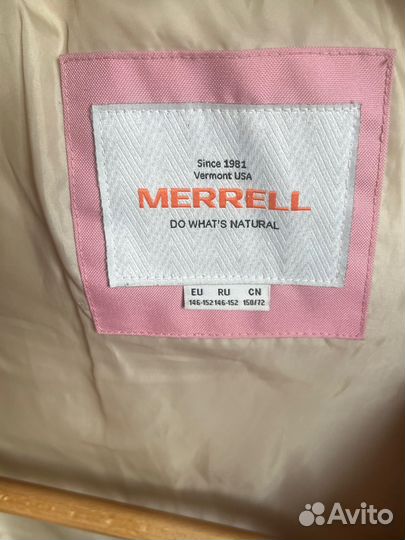 Since 1981
Vermont USA
MERRELL
DO WHAT'S NATURAL
EU RU CN
146-152 146-152 158/72
Avito